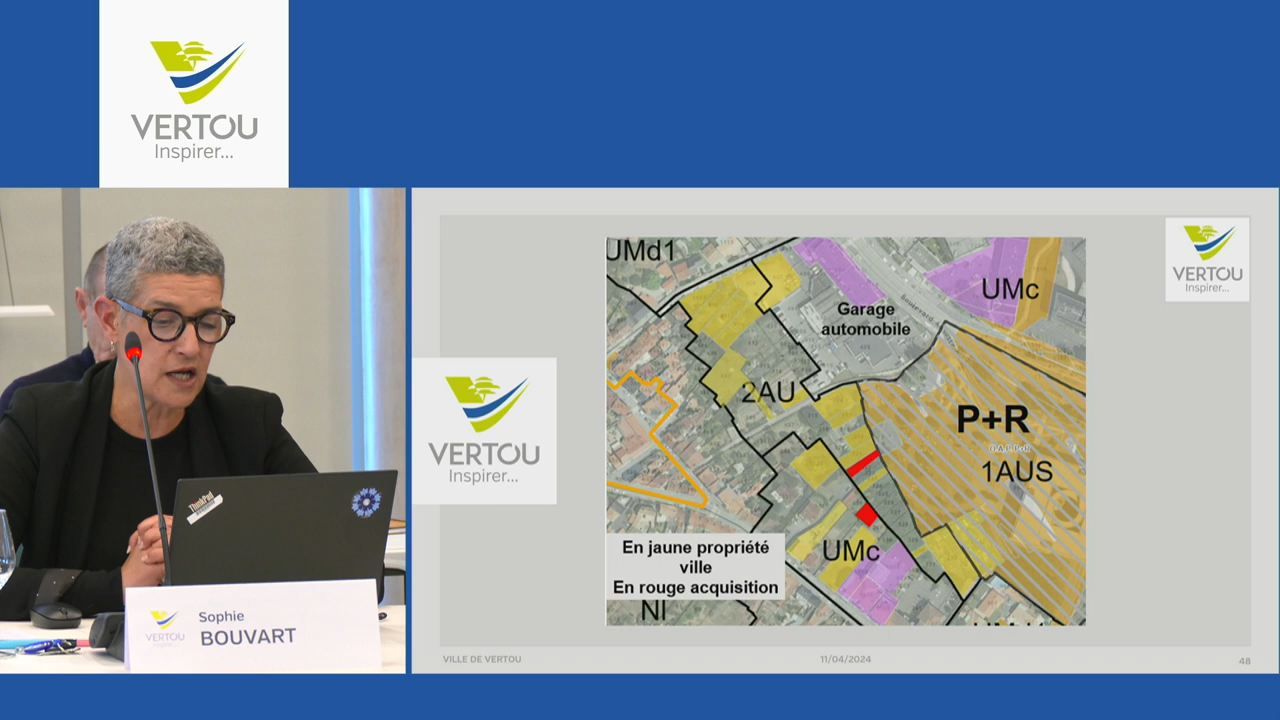 VERTOU
Inspirer...
ThinkPad
VERTOU
Sophie
BOUVART
VERTOU
Inspirer...
VERTOU
Inspirer...
UMd1
Garage
automobile
UMc
2AU
P+R
1AUS
UMc
En jaune propriété
ville
En rouge acquisition
NI
VILLE DE VERTOU
11/04/2024
48